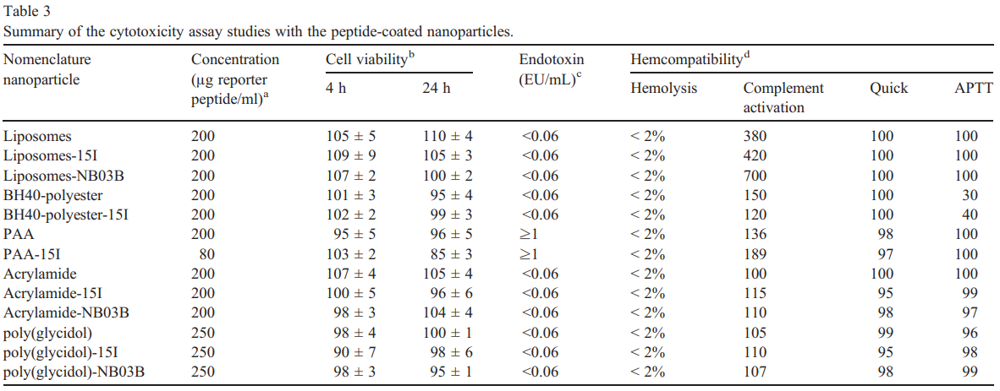 Table 3
Summary of the cytotoxicity assay studies with the peptide-coated nanoparticles.
Nomenclature Concentration Cell viabilityᵇ Endotoxin Hemcompatibilityᵈ
nanoparticle (μg reporter 4 h 24 h (EU/mL)ᶜ Hemolysis Complement Quick APTT
peptide/ml)ᵃ activation
Liposomes 200 105 ± 5 110 ± 4 <0.06 < 2% 380 100 100
Liposomes-15I 200 109 ± 9 105 ± 3 <0.06 < 2% 420 100 100
Liposomes-NB03B 200 107 ± 2 100 ± 2 <0.06 < 2% 700 100 100
BH40-polyester 200 101 ± 3 95 ± 4 <0.06 < 2% 150 100 30
BH40-polyester-15I 200 102 ± 2 99 ± 3 <0.06 < 2% 120 100 40
PAA 200 95 ± 5 96 ± 5 ≥1 < 2% 136 98 100
PAA-15I 80 103 ± 2 85 ± 3 ≥1 < 2% 189 97 100
Acrylamide 200 107 ± 4 105 ± 4 <0.06 < 2% 100 100 100
Acrylamide-15I 200 100 ± 5 96 ± 6 <0.06 < 2% 115 95 99
Acrylamide-NB03B 200 98 ± 3 104 ± 4 <0.06 < 2% 110 98 97
poly(glycidol) 250 98 ± 4 100 ± 1 <0.06 < 2% 105 99 96
poly(glycidol)-15I 250 90 ± 7 98 ± 6 <0.06 < 2% 110 95 98
poly(glycidol)-NB03B 250 98 ± 3 95 ± 1 <0.06 < 2% 107 98 99